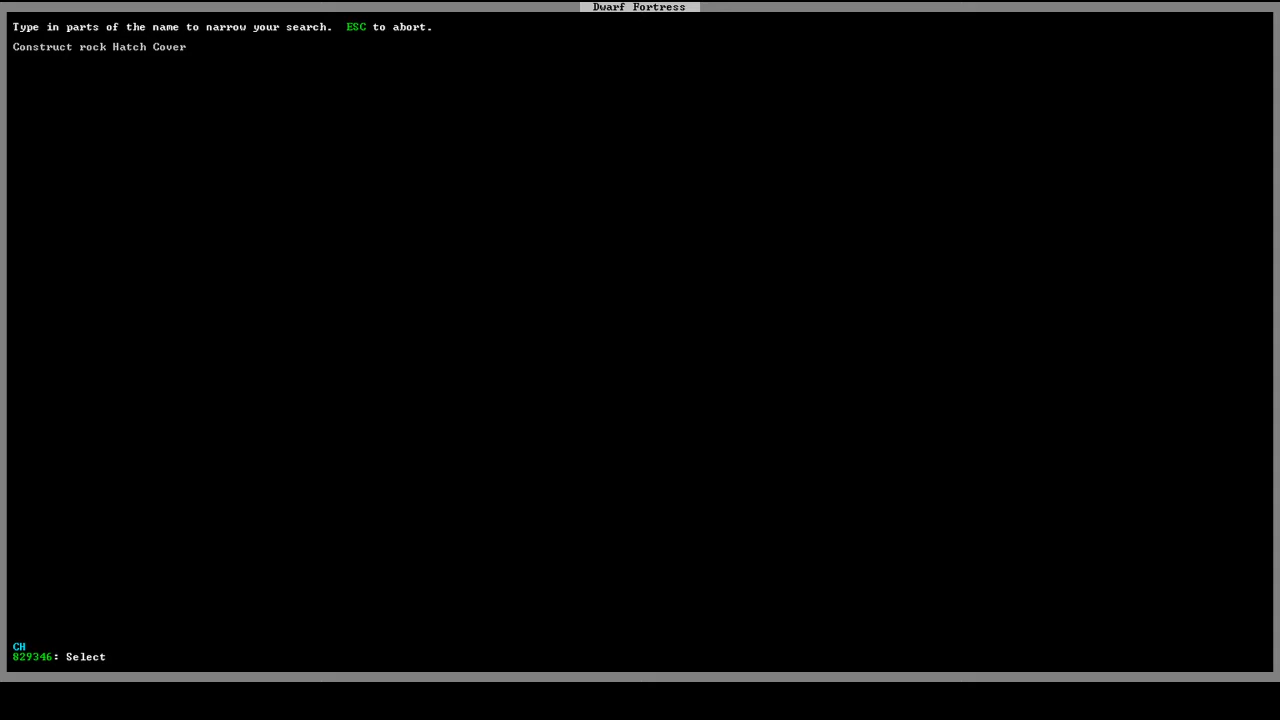 Dwarf Fortress
Type in parts of the name to narrow your search.  ESC to abort.
Construct rock Hatch Cover
CH
829346: Select